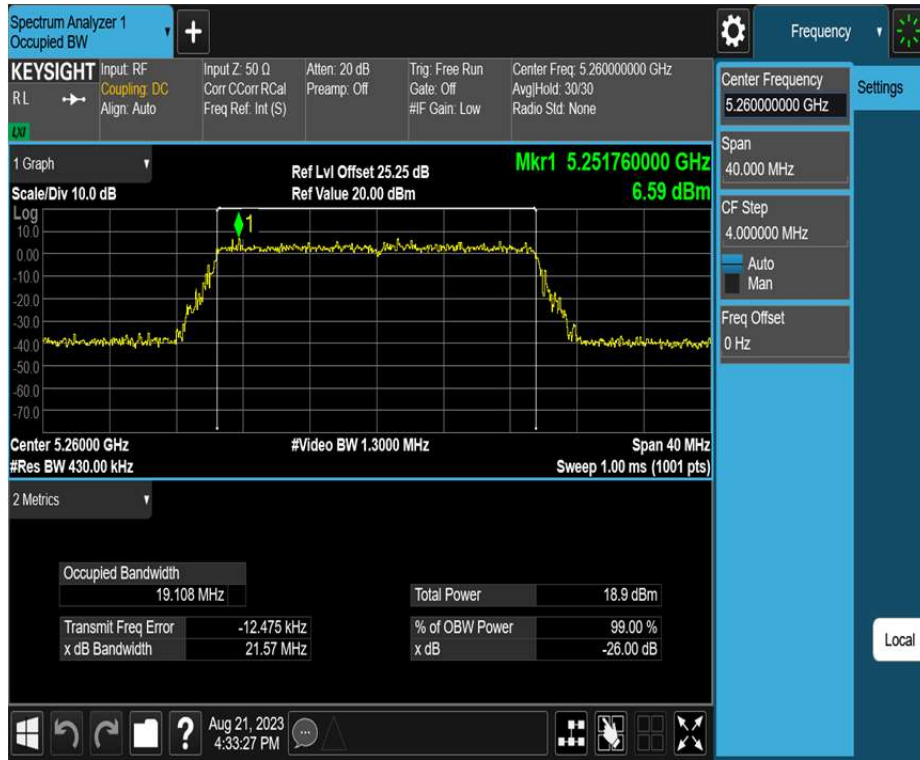 Spectrum Analyzer 1
Occupied BW
+
Frequency
KEYSIGHT
RL
LXI
Input: RF
Coupling: DC
Align: Auto
Input Z: 50 Ω
Corr CCorr RCal
Freq Ref: Int (S)
Atten: 20 dB
Preamp: Off
Trig: Free Run
Gate: Off
#IF Gain: Low
Center Freq: 5.260000000 GHz
Avg|Hold: 30/30
Radio Std: None
Center Frequency
5.260000000 GHz
Settings
Span
40.000 MHz
CF Step
4.000000 MHz
Auto
Man
Freq Offset
0 Hz
Local
1 Graph
Scale/Div 10.0 dB
Ref Lvl Offset 25.25 dB
Ref Value 20.00 dBm
Mkr1 5.251760000 GHz
6.59 dBm
Log
1
10.0
0.00
-10.0
-20.0
-30.0
-40.0
-50.0
-60.0
-70.0
Center 5.26000 GHz
#Video BW 1.3000 MHz
Span 40 MHz
#Res BW 430.00 kHz
Sweep 1.00 ms (1001 pts)
2 Metrics
Occupied Bandwidth
19.108 MHz
Total Power 18.9 dBm
Transmit Freq Error -12.475 kHz
% of OBW Power 99.00 %
x dB Bandwidth 21.57 MHz
x dB -26.00 dB
?
Aug 21, 2023
4:33:27 PM